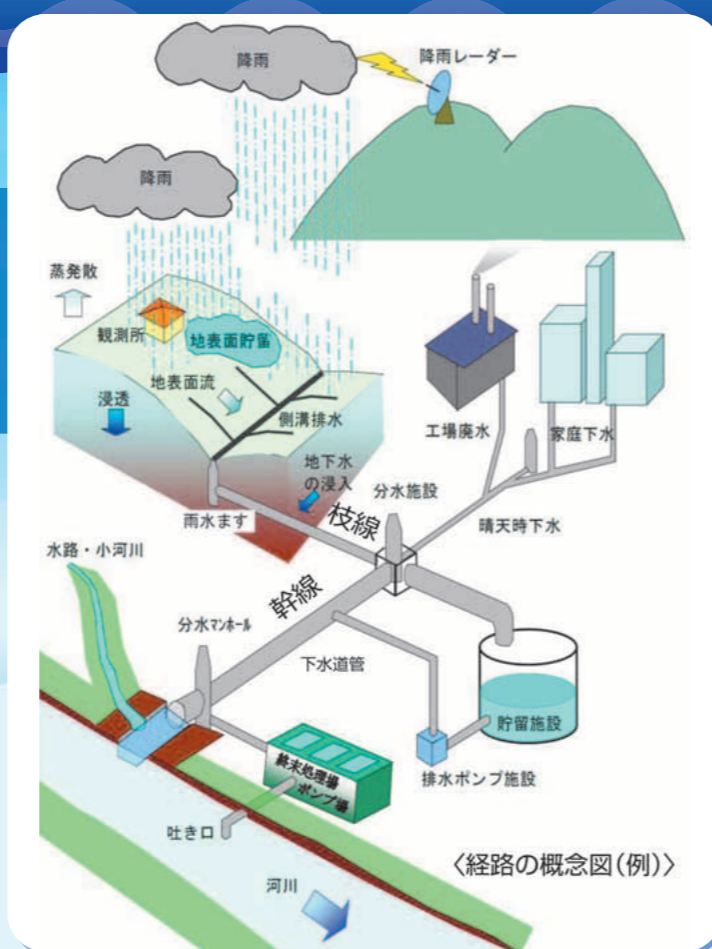 降雨
降雨レーダー
降雨
蒸発散
観測所
地表面貯留
地表面流
浸透
側溝排水
工場廃水
家庭下水
地下水
の浸入
分水施設
雨水ます
枝線
晴天時下水
水路・小河川
幹線
分水マンホール
下水道管
貯留施設
終末処理場
ポンプ場
排水ポンプ施設
吐き口
〈経路の概念図(例)〉
河川